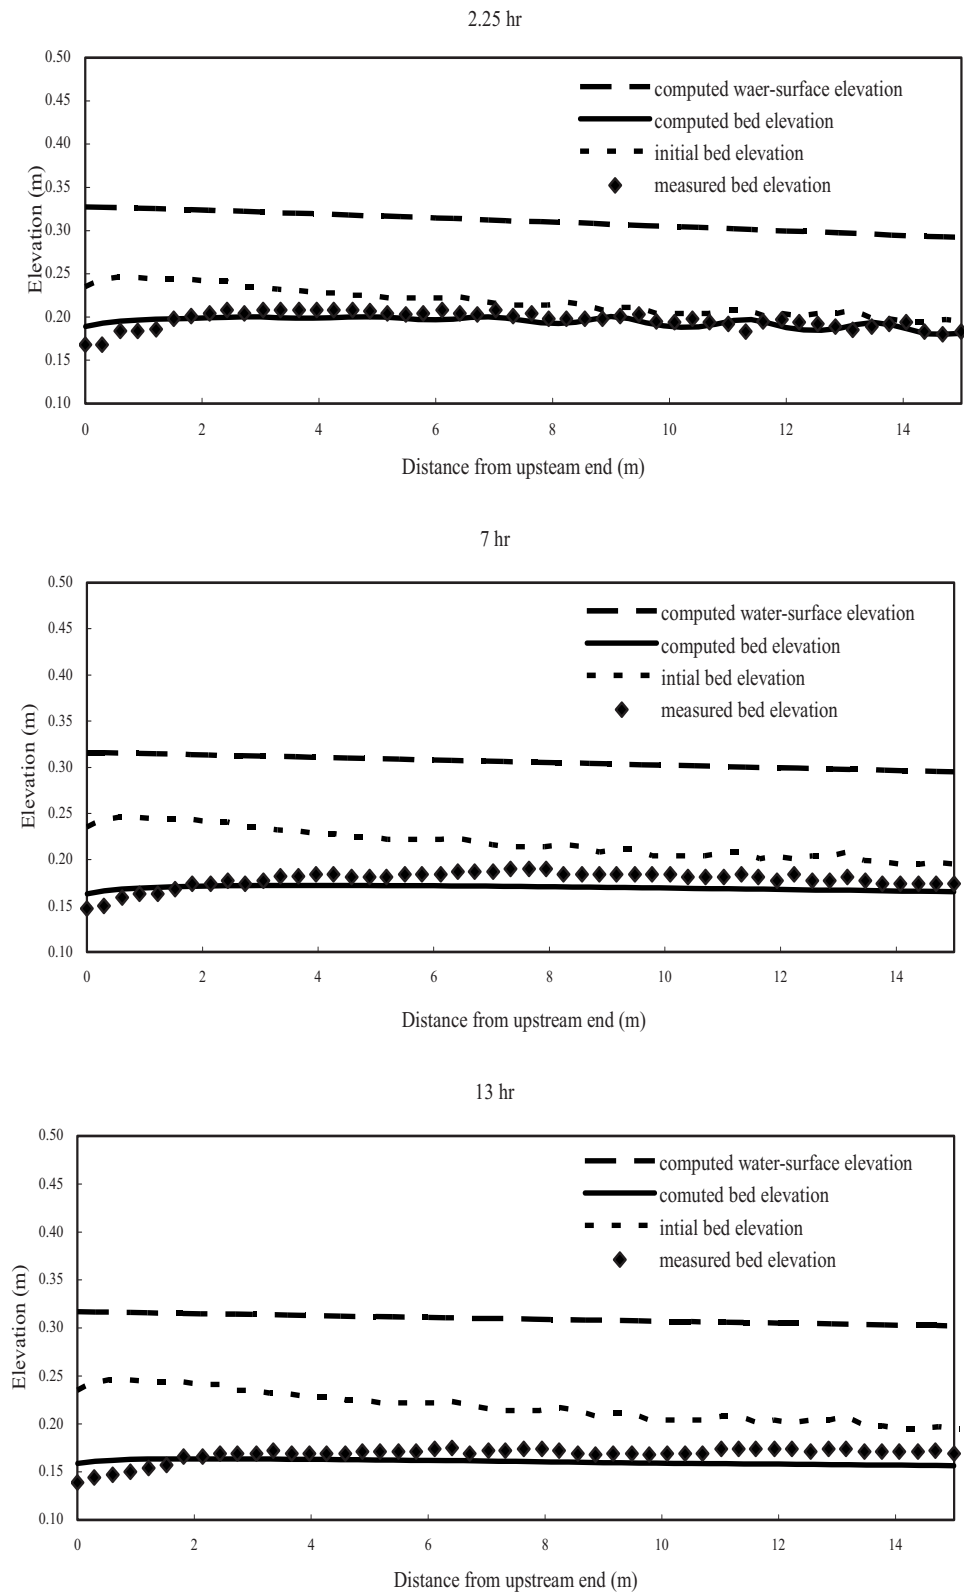 2.25 hr
0.50
0.45
0.40
0.35
0.30
0.25
0.20
0.15
0.10
Elevation (m)
computed waer-surface elevation
computed bed elevation
initial bed elevation
measured bed elevation
0 2 4 6 8 10 12 14
Distance from upsteam end (m)
7 hr
0.50
0.45
0.40
0.35
0.30
0.25
0.20
0.15
0.10
Elevation (m)
computed water-surface elevation
computed bed elevation
intial bed elevation
measured bed elevation
0 2 4 6 8 10 12 14
Distance from upstream end (m)
13 hr
0.50
0.45
0.40
0.35
0.30
0.25
0.20
0.15
0.10
Elevation (m)
computed water-surface elevation
comuted bed elevation
intial bed elevation
measured bed elevation
0 2 4 6 8 10 12 14
Distance from upstream end (m)